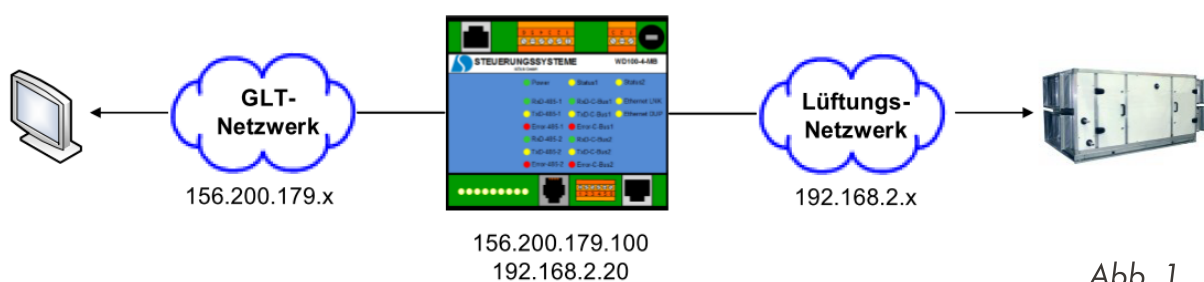 STEUERUNGSSYSTEME
WD100-4-MB
Power
Status1
Status2
RxD-485-1
RxD-C-Bus1
Ethernet LNK
TxD-485-1
TxD-C-Bus1
Error-485-1
Error-C-Bus1
RxD-485-2
RxD-C-Bus2
TxD-485-2
TxD-C-Bus2
Error-485-2
Error-C-Bus2
GLT-
Netzwerk
156.200.179.x
156.200.179.100
192.168.2.20
Lüftungs-
Netzwerk
192.168.2.x
Abb. 1